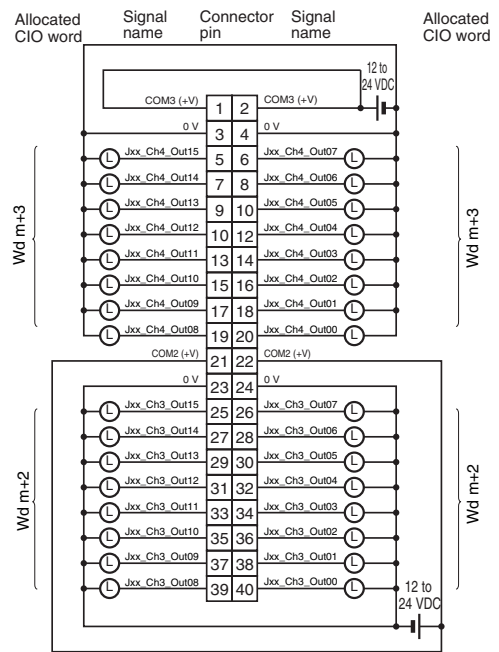 Allocated CIO word Signal name Connector pin Signal name Allocated CIO word
12 to 24 VDC
COM3 (+V) 1 2 COM3 (+V)
0 V 3 4 0 V
L Jxx_Ch4_Out15 5 6 Jxx_Ch4_Out07 L
L Jxx_Ch4_Out14 7 8 Jxx_Ch4_Out06 L
L Jxx_Ch4_Out13 9 10 Jxx_Ch4_Out05 L
L Jxx_Ch4_Out12 10 12 Jxx_Ch4_Out04 L
Wd m+3 Wd m+3
L Jxx_Ch4_Out11 13 14 Jxx_Ch4_Out03 L
L Jxx_Ch4_Out10 15 16 Jxx_Ch4_Out02 L
L Jxx_Ch4_Out09 17 18 Jxx_Ch4_Out01 L
L Jxx_Ch4_Out08 19 20 Jxx_Ch4_Out00 L
COM2 (+V) 21 22 COM2 (+V)
0 V 23 24 0 V
L Jxx_Ch3_Out15 25 26 Jxx_Ch3_Out07 L
L Jxx_Ch3_Out14 27 28 Jxx_Ch3_Out06 L
L Jxx_Ch3_Out13 29 30 Jxx_Ch3_Out05 L
L Jxx_Ch3_Out12 31 32 Jxx_Ch3_Out04 L
Wd m+2 Wd m+2
L Jxx_Ch3_Out11 33 34 Jxx_Ch3_Out03 L
L Jxx_Ch3_Out10 35 36 Jxx_Ch3_Out02 L
L Jxx_Ch3_Out09 37 38 Jxx_Ch3_Out01 L
L Jxx_Ch3_Out08 39 40 Jxx_Ch3_Out00 L
12 to 24 VDC